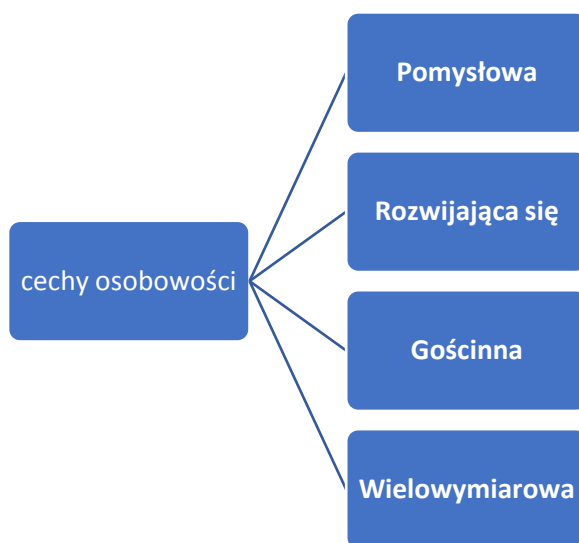 Pomysłowa
Rozwijająca się
cechy osobowości
Gościnna
Wielowymiarowa